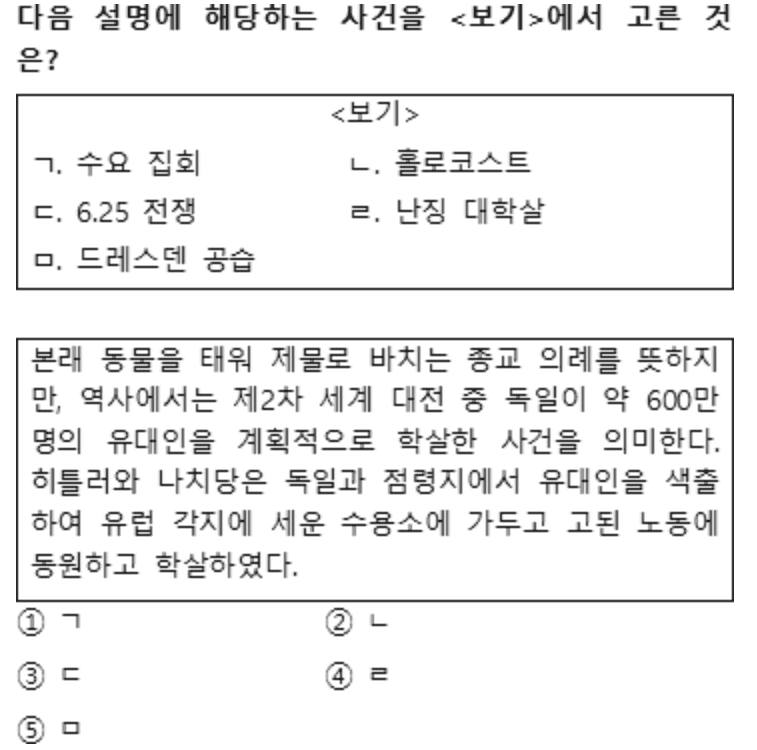 다음 설명에 해당하는 사건을 <보기>에서 고른 것
은?
<보기>
ㄱ. 수요 집회 ㄴ. 홀로코스트
ㄷ. 6.25 전쟁 ㄹ. 난징 대학살
ㅁ. 드레스덴 공습
본래 동물을 태워 제물로 바치는 종교 의례를 뜻하지
만, 역사에서는 제2차 세계 대전 중 독일이 약 600만
명의 유대인을 계획적으로 학살한 사건을 의미한다.
히틀러와 나치당은 독일과 점령지에서 유대인을 색출
하여 유럽 각지에 세운 수용소에 가두고 고된 노동에
동원하고 학살하였다.
① ㄱ ② ㄴ
③ ㄷ ④ ㄹ
⑤ ㅁ